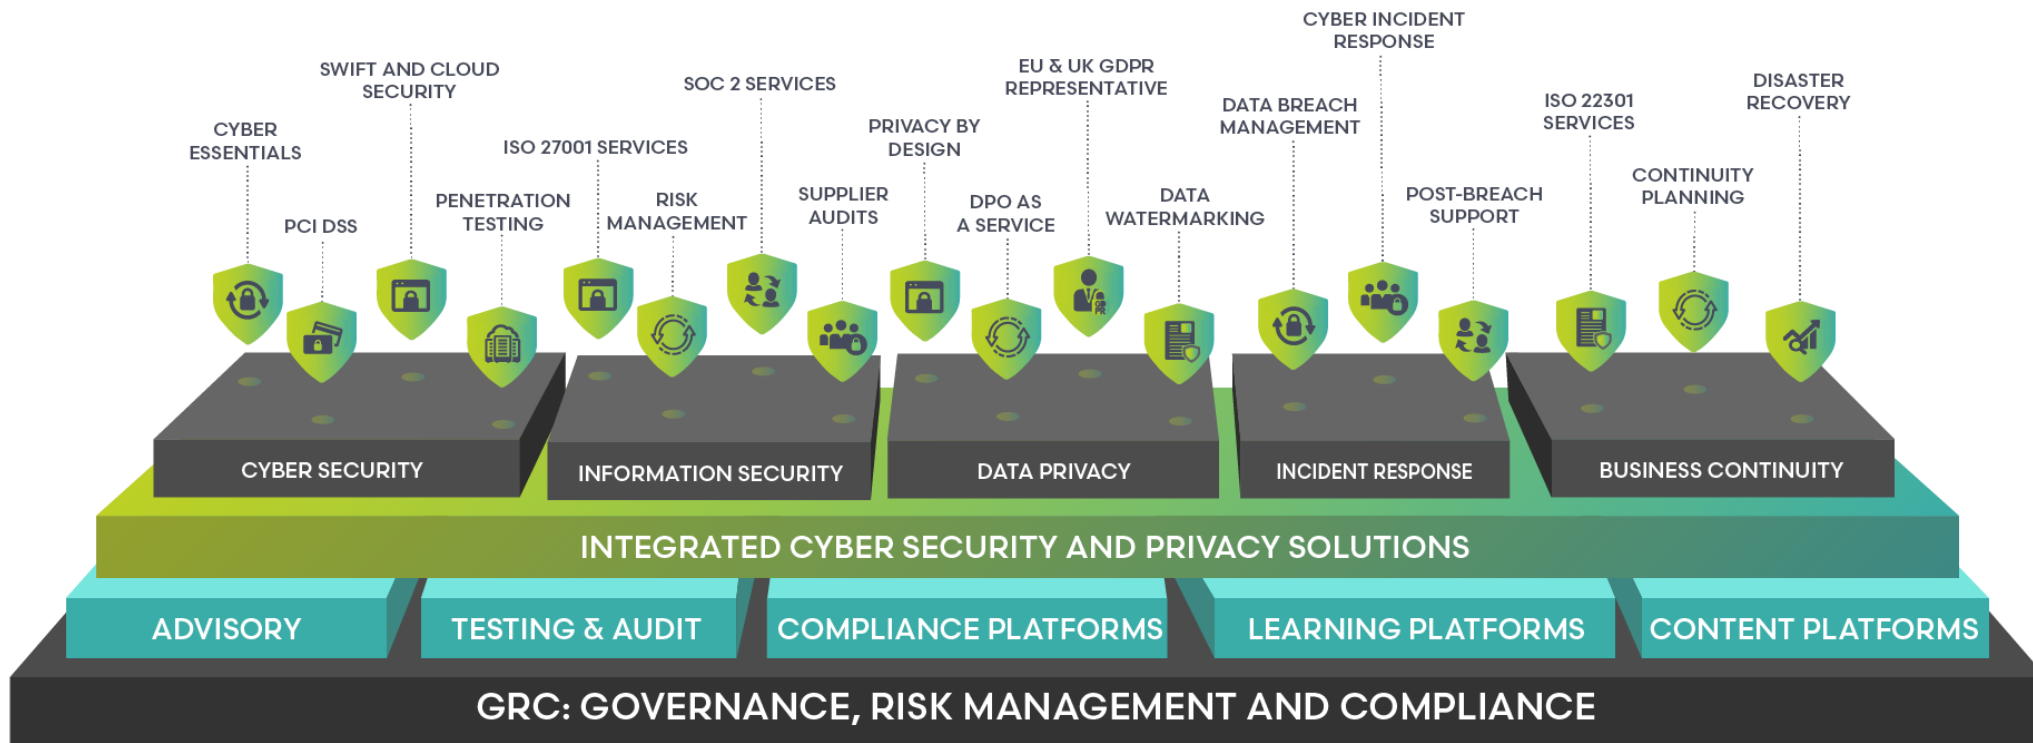 CYBER
ESSENTIALS
PCI DSS
SWIFT AND CLOUD
SECURITY
PENETRATION
TESTING
ISO 27001 SERVICES
RISK
MANAGEMENT
SOC 2 SERVICES
SUPPLIER
AUDITS
PRIVACY BY
DESIGN
DPO AS
A SERVICE
EU & UK GDPR
REPRESENTATIVE
GDPR
DATA
WATERMARKING
DATA BREACH
MANAGEMENT
CYBER INCIDENT
RESPONSE
POST-BREACH
SUPPORT
ISO 22301
SERVICES
CONTINUITY
PLANNING
DISASTER
RECOVERY
CYBER SECURITY
INFORMATION SECURITY
DATA PRIVACY
INCIDENT RESPONSE
BUSINESS CONTINUITY
INTEGRATED CYBER SECURITY AND PRIVACY SOLUTIONS
ADVISORY
TESTING & AUDIT
COMPLIANCE PLATFORMS
LEARNING PLATFORMS
CONTENT PLATFORMS
GRC: GOVERNANCE, RISK MANAGEMENT AND COMPLIANCE